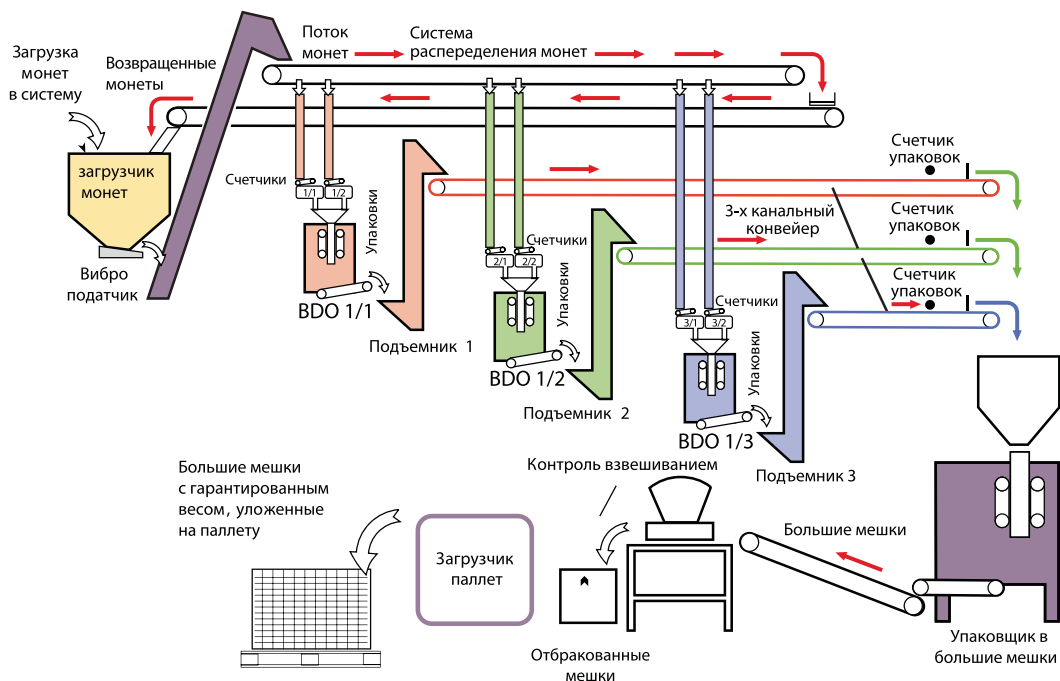 Загрузка
монет
в систему
Возвращенные
монеты
Поток
монет
Система
распеределения монет
загрузчик
монет
Вибро
податчик
Счетчики
1/1
1/2
Упаковки
BDO 1/1
Подъемник 1
Счетчики
2/1
2/2
Упаковки
BDO 1/2
Подъемник 2
Счетчики
3/1
3/2
Упаковки
BDO 1/3
Подъемник 3
3-х канальный
конвейер
Счетчик
упаковок
Счетчик
упаковок
Счетчик
упаковок
Большие мешки
с гарантированным
весом, уложенные
на паллету
Загрузчик
паллет
Контроль взвешиванием
Отбракованные
мешки
Большие мешки
Упаковщик в
большие мешки